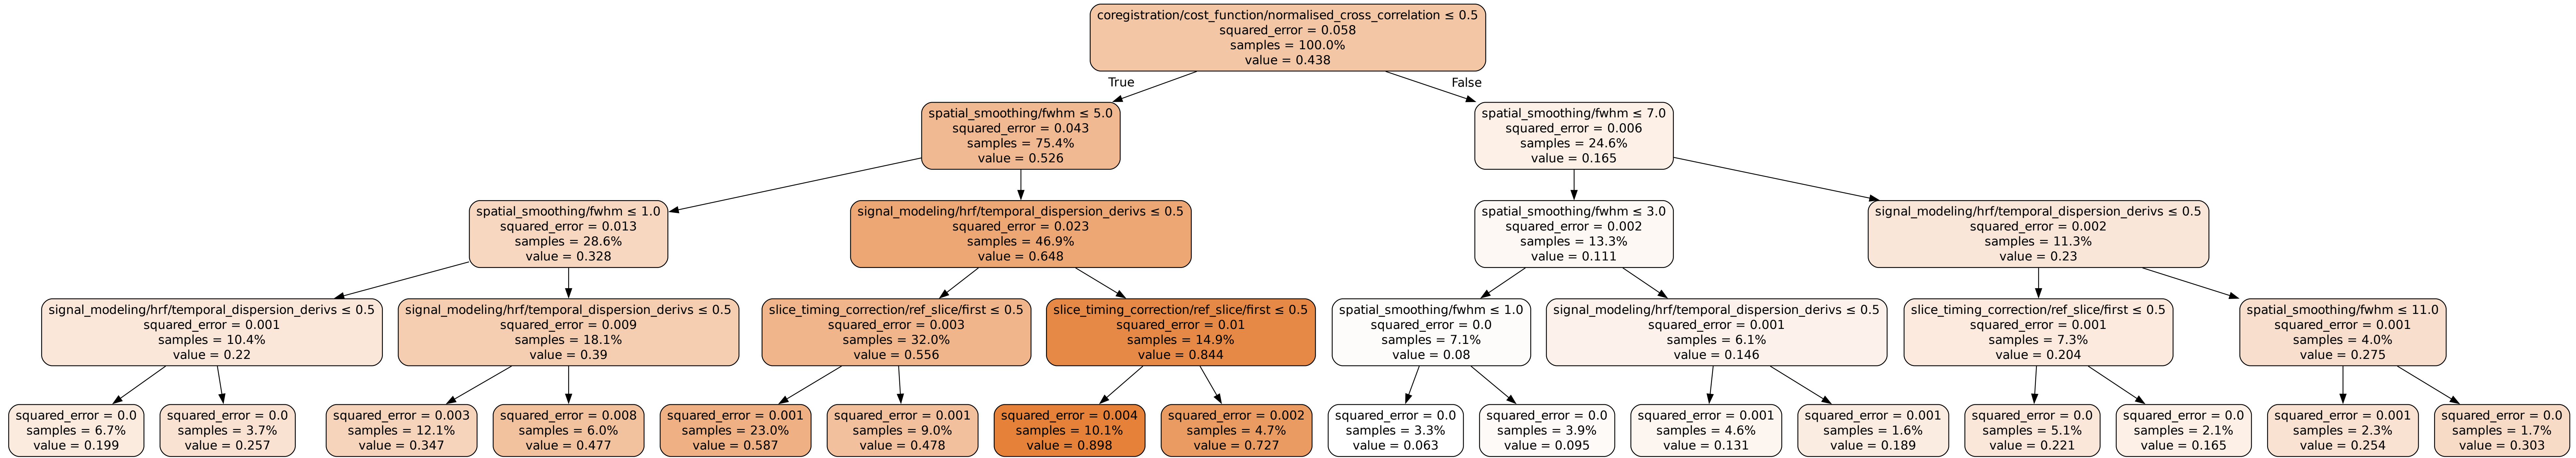 coregistration/cost_function/normalised_cross_correlation ≤ 0.5
squared_error = 0.058
samples = 100.0%
value = 0.438
True
False
spatial_smoothing/fwhm ≤ 5.0
squared_error = 0.043
samples = 75.4%
value = 0.526
spatial_smoothing/fwhm ≤ 7.0
squared_error = 0.006
samples = 24.6%
value = 0.165
spatial_smoothing/fwhm ≤ 1.0
squared_error = 0.013
samples = 28.6%
value = 0.328
signal_modeling/hrf/temporal_dispersion_derivs ≤ 0.5
squared_error = 0.023
samples = 46.9%
value = 0.648
spatial_smoothing/fwhm ≤ 3.0
squared_error = 0.002
samples = 13.3%
value = 0.111
signal_modeling/hrf/temporal_dispersion_derivs ≤ 0.5
squared_error = 0.002
samples = 11.3%
value = 0.23
signal_modeling/hrf/temporal_dispersion_derivs ≤ 0.5
squared_error = 0.001
samples = 10.4%
value = 0.22
signal_modeling/hrf/temporal_dispersion_derivs ≤ 0.5
squared_error = 0.009
samples = 18.1%
value = 0.39
slice_timing_correction/ref_slice/first ≤ 0.5
squared_error = 0.003
samples = 32.0%
value = 0.556
slice_timing_correction/ref_slice/first ≤ 0.5
squared_error = 0.01
samples = 14.9%
value = 0.844
spatial_smoothing/fwhm ≤ 1.0
squared_error = 0.0
samples = 7.1%
value = 0.08
signal_modeling/hrf/temporal_dispersion_derivs ≤ 0.5
squared_error = 0.001
samples = 6.1%
value = 0.146
slice_timing_correction/ref_slice/first ≤ 0.5
squared_error = 0.001
samples = 7.3%
value = 0.204
spatial_smoothing/fwhm ≤ 11.0
squared_error = 0.001
samples = 4.0%
value = 0.275
squared_error = 0.0
samples = 6.7%
value = 0.199
squared_error = 0.0
samples = 3.7%
value = 0.257
squared_error = 0.003
samples = 12.1%
value = 0.347
squared_error = 0.008
samples = 6.0%
value = 0.477
squared_error = 0.001
samples = 23.0%
value = 0.587
squared_error = 0.001
samples = 9.0%
value = 0.478
squared_error = 0.004
samples = 10.1%
value = 0.898
squared_error = 0.002
samples = 4.7%
value = 0.727
squared_error = 0.0
samples = 3.3%
value = 0.063
squared_error = 0.0
samples = 3.9%
value = 0.095
squared_error = 0.001
samples = 4.6%
value = 0.131
squared_error = 0.001
samples = 1.6%
value = 0.189
squared_error = 0.0
samples = 5.1%
value = 0.221
squared_error = 0.0
samples = 2.1%
value = 0.165
squared_error = 0.001
samples = 2.3%
value = 0.254
squared_error = 0.0
samples = 1.7%
value = 0.303